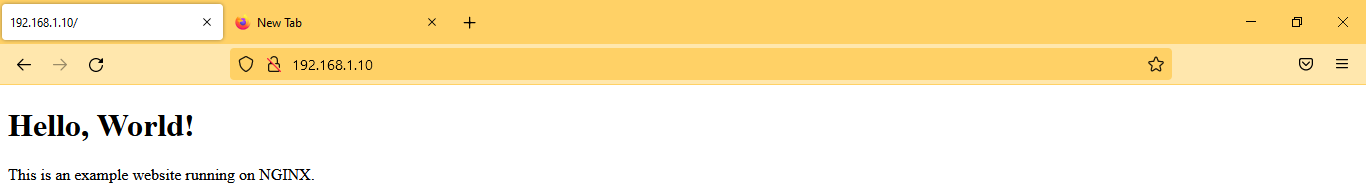 192.168.1.10/
New Tab
192.168.1.10
Hello, World!
This is an example website running on NGINX.